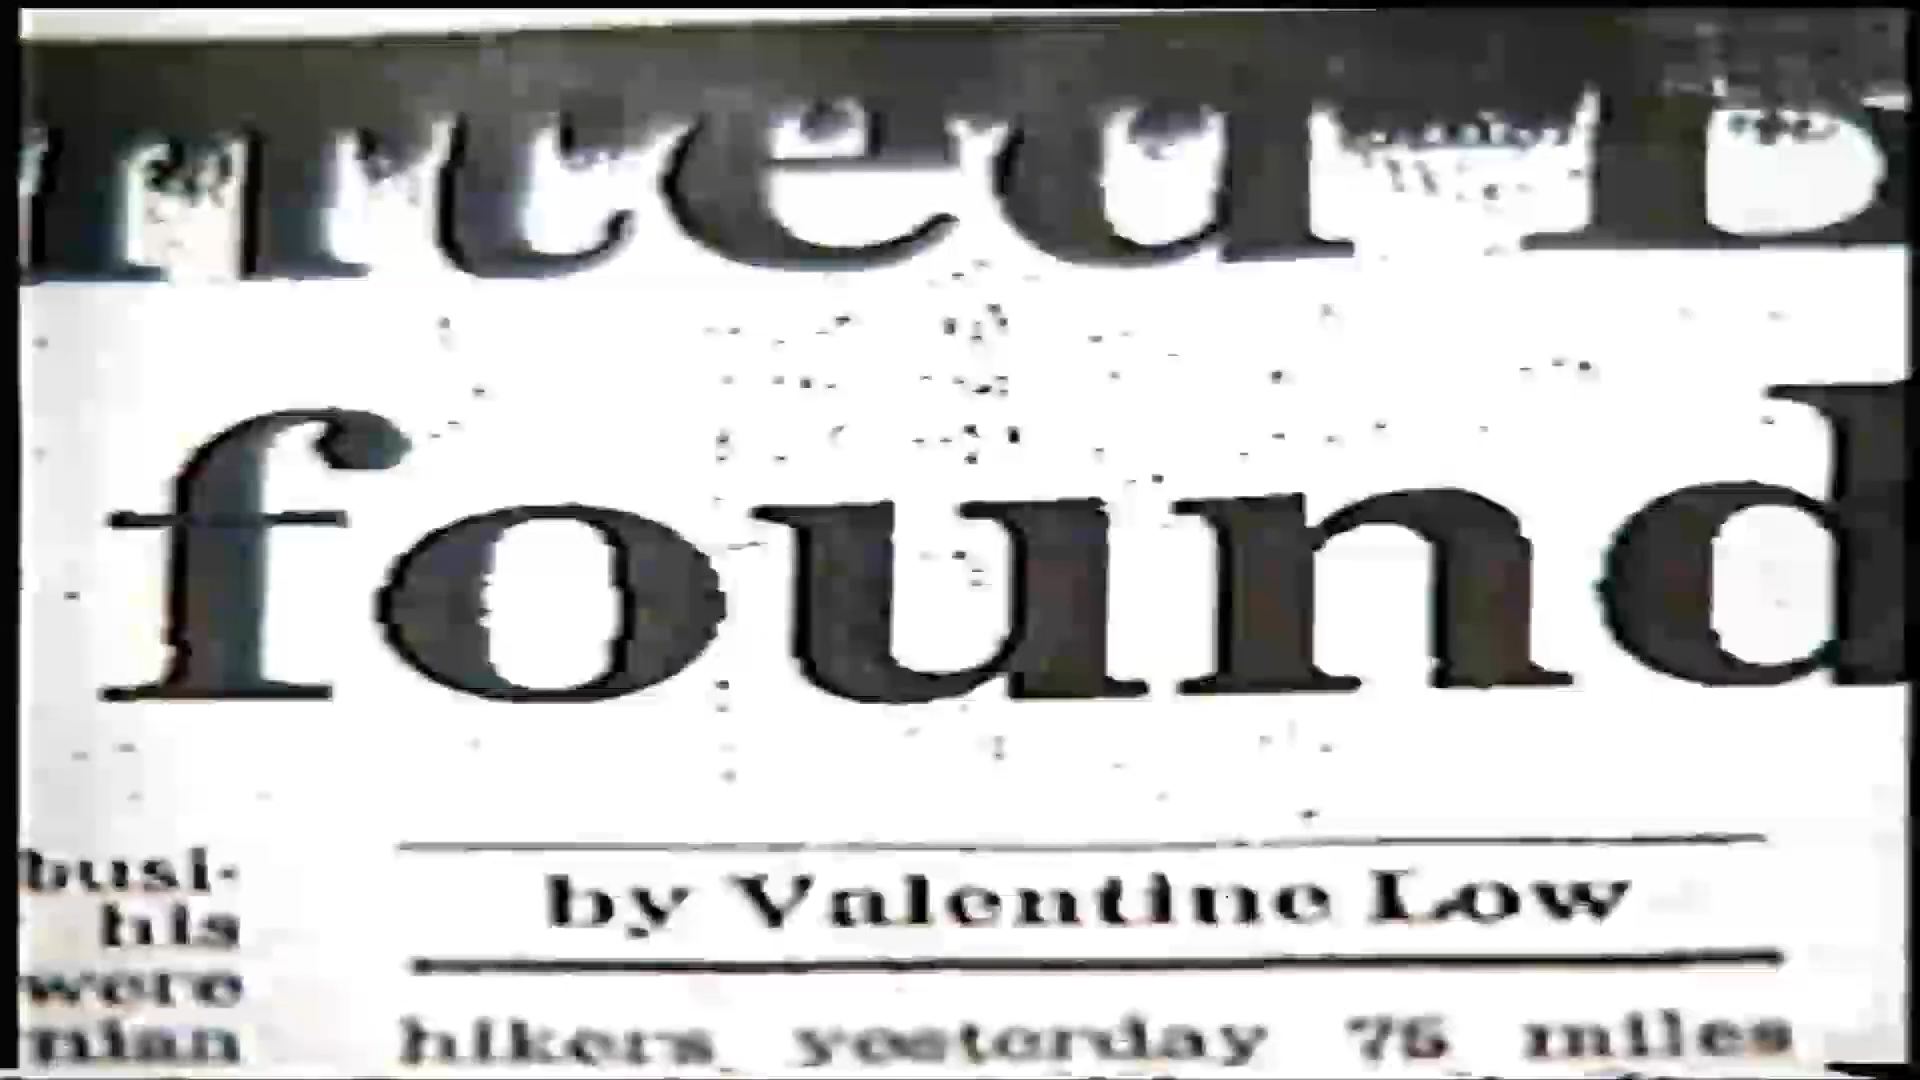 found
by Valentine Low
busi-
his
were
hikers yesterday 75 miles